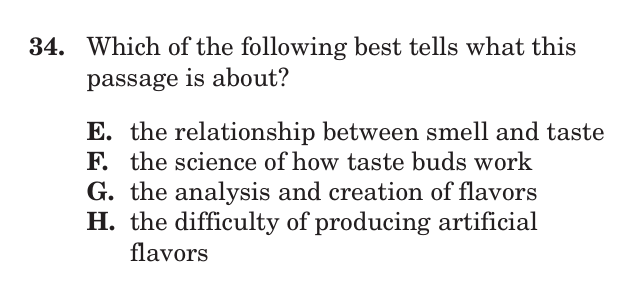 34. Which of the following best tells what this
passage is about?
E. the relationship between smell and taste
F. the science of how taste buds work
G. the analysis and creation of flavors
H. the difficulty of producing artificial
flavors